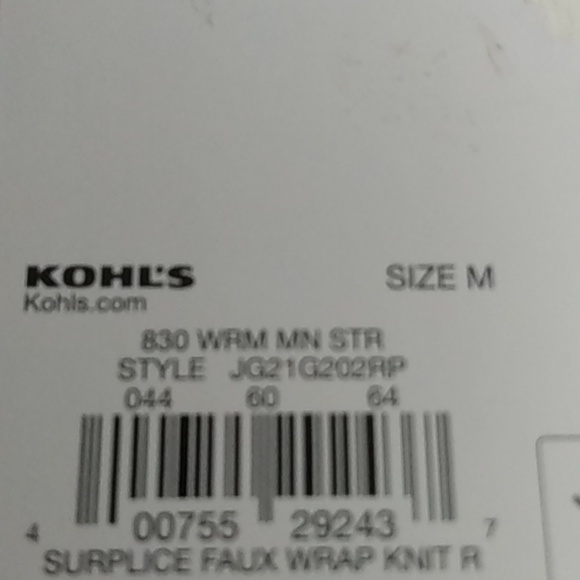 KOHL'S SIZE M
Kohls.com
830 WRM MN STR
STYLE JG21G202RP
044 60 64
4 00755 29243 7
SURPLICE FAUX WRAP KNIT R